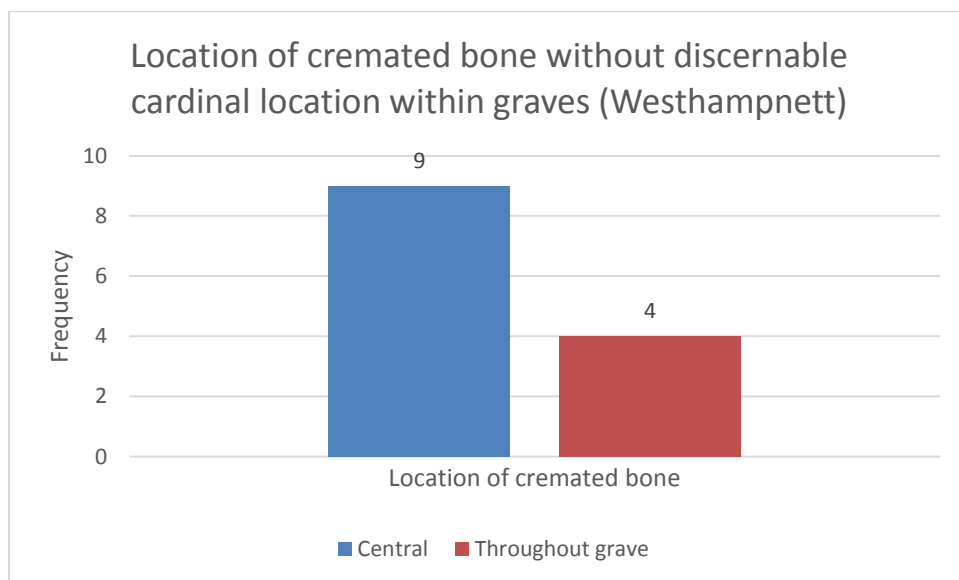 Location of cremated bone without discernable
cardinal location within graves (Westhampnett)
10
8
6
4
2
0
Frequency
9
4
Location of cremated bone
Central
Throughout grave